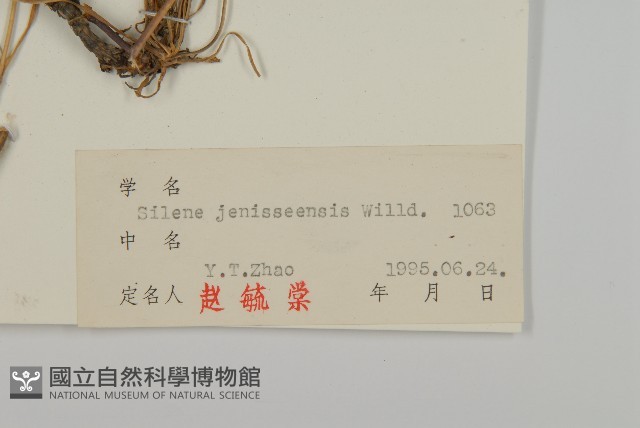 学 名
Silene jenisseensis Willd. 1063
中 名
Y.T.Zhao 1995.06.24.
定名人 赵 毓 棠 年 月 日
國立自然科學博物館
NATIONAL MUSEUM OF NATURAL SCIENCE